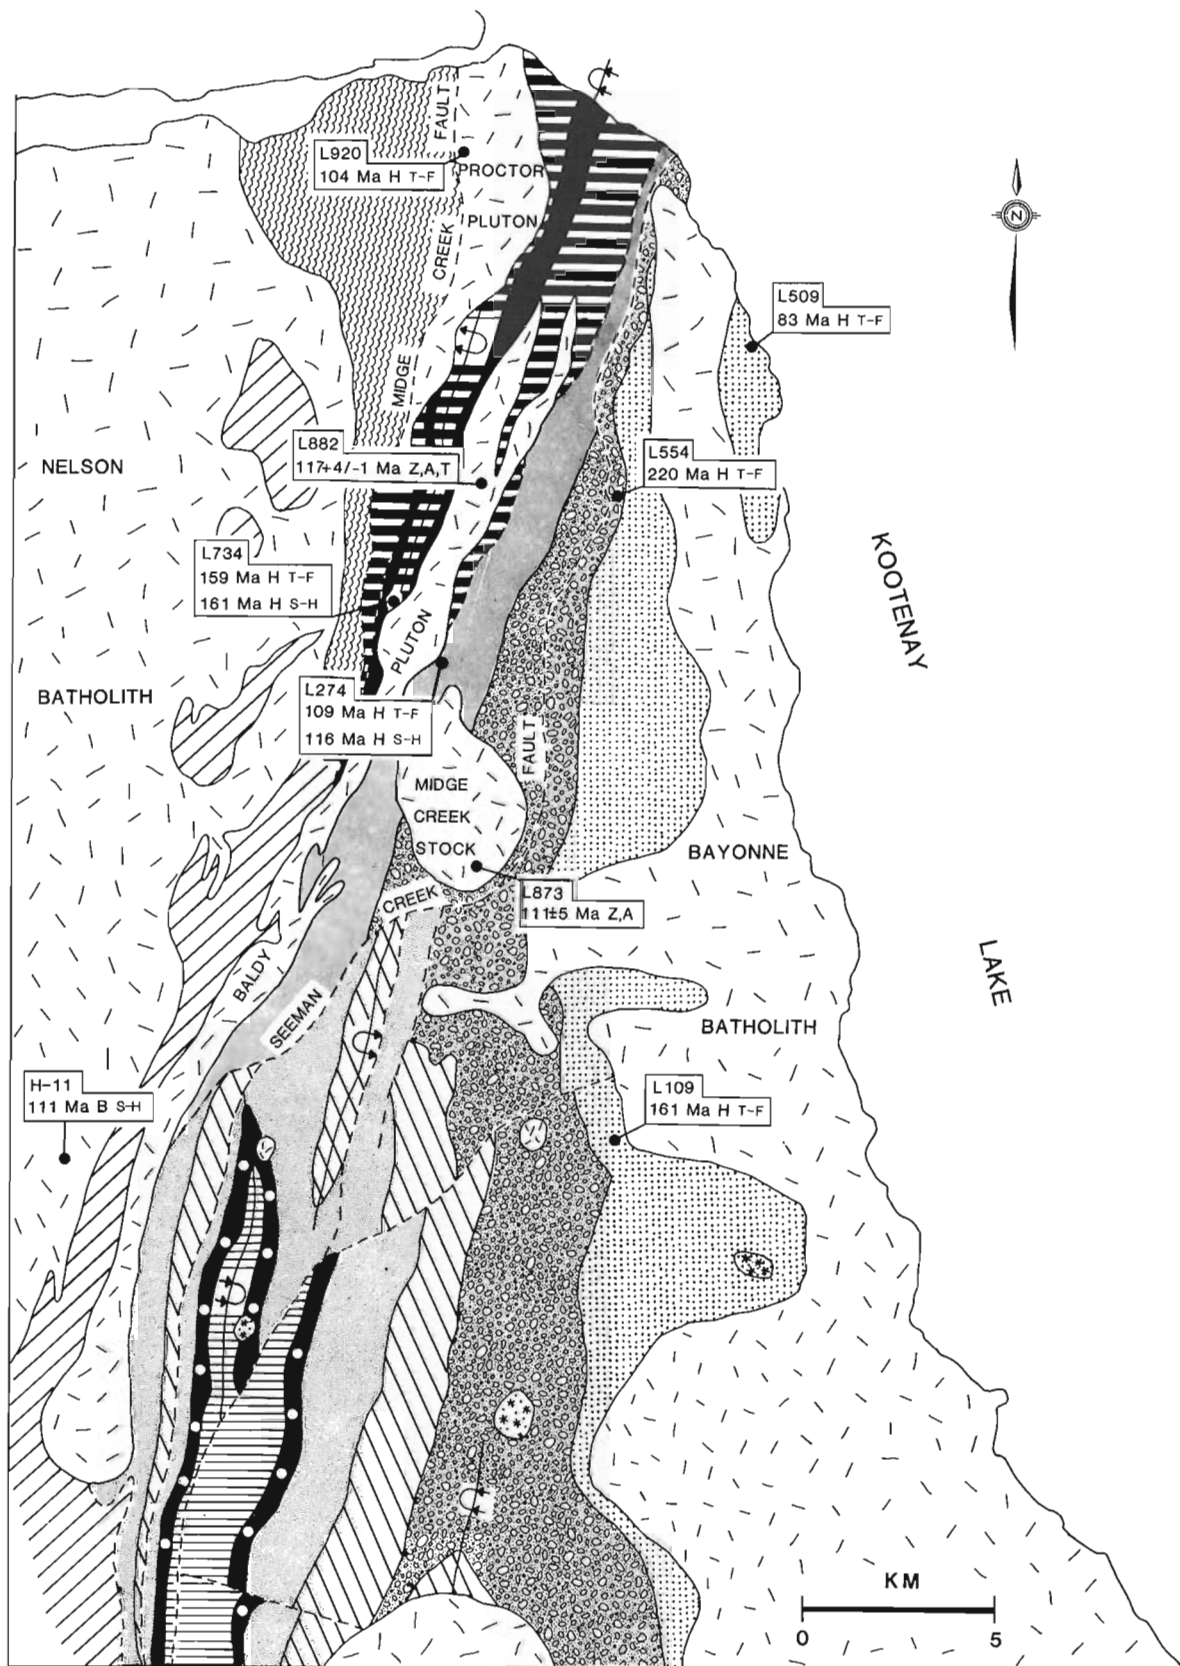 FAULT
L920
104 Ma H T-F
PROCTOR
PLUTON
CREEK
N
L509
83 Ma H T-F
MIDGE
L882
117+4/-1 Ma Z,A,T
L554
220 Ma H T-F
NELSON
L734
159 Ma H T-F
161 Ma H S-H
KOOTENAY
PLUTON
BATHOLITH
L274
109 Ma H T-F
116 Ma H S-H
FAULT
MIDGE
CREEK
STOCK
BAYONNE
L873
111±5 Ma Z,A
CREEK
BALDY
SEEMAN
LAKE
BATHOLITH
H-11
111 Ma B S-H
L109
161 Ma H T-F
KM
0 5